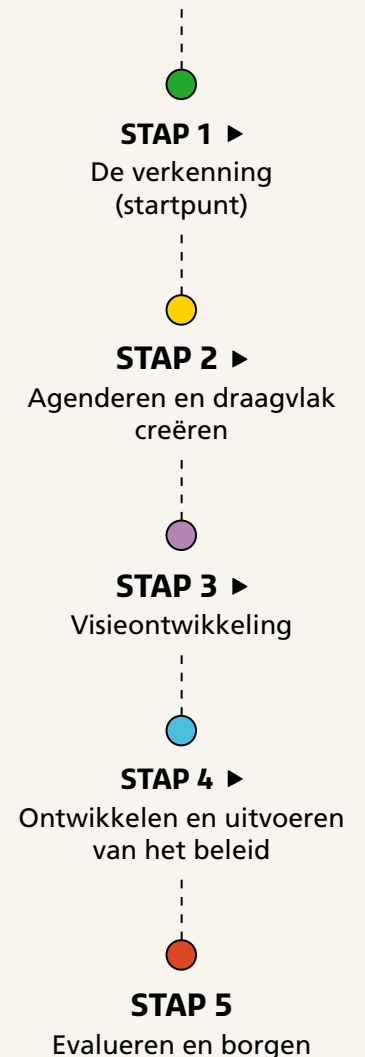 STAP 1 ►
De verkenning
(startpunt)
STAP 2 ►
Agenderen en draagvlak
creëren
STAP 3 ►
Visieontwikkeling
STAP 4 ►
Ontwikkelen en uitvoeren
van het beleid
STAP 5
Evalueren en borgen